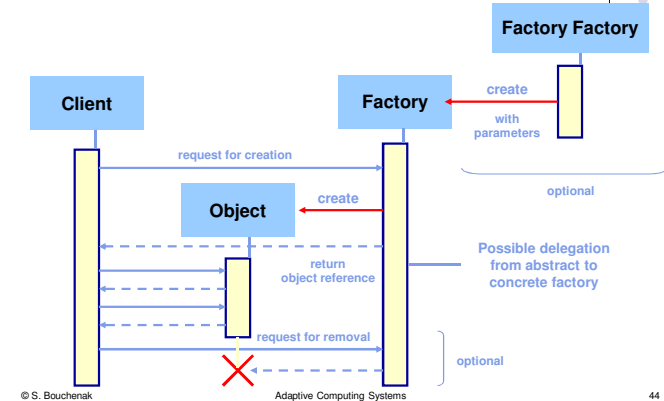 Factory Factory
Client
Factory
create
with
parameters
request for creation
optional
Object
create
return
object reference
Possible delegation
from abstract to
concrete factory
request for removal
optional
© S. Bouchenak
Adaptive Computing Systems
44